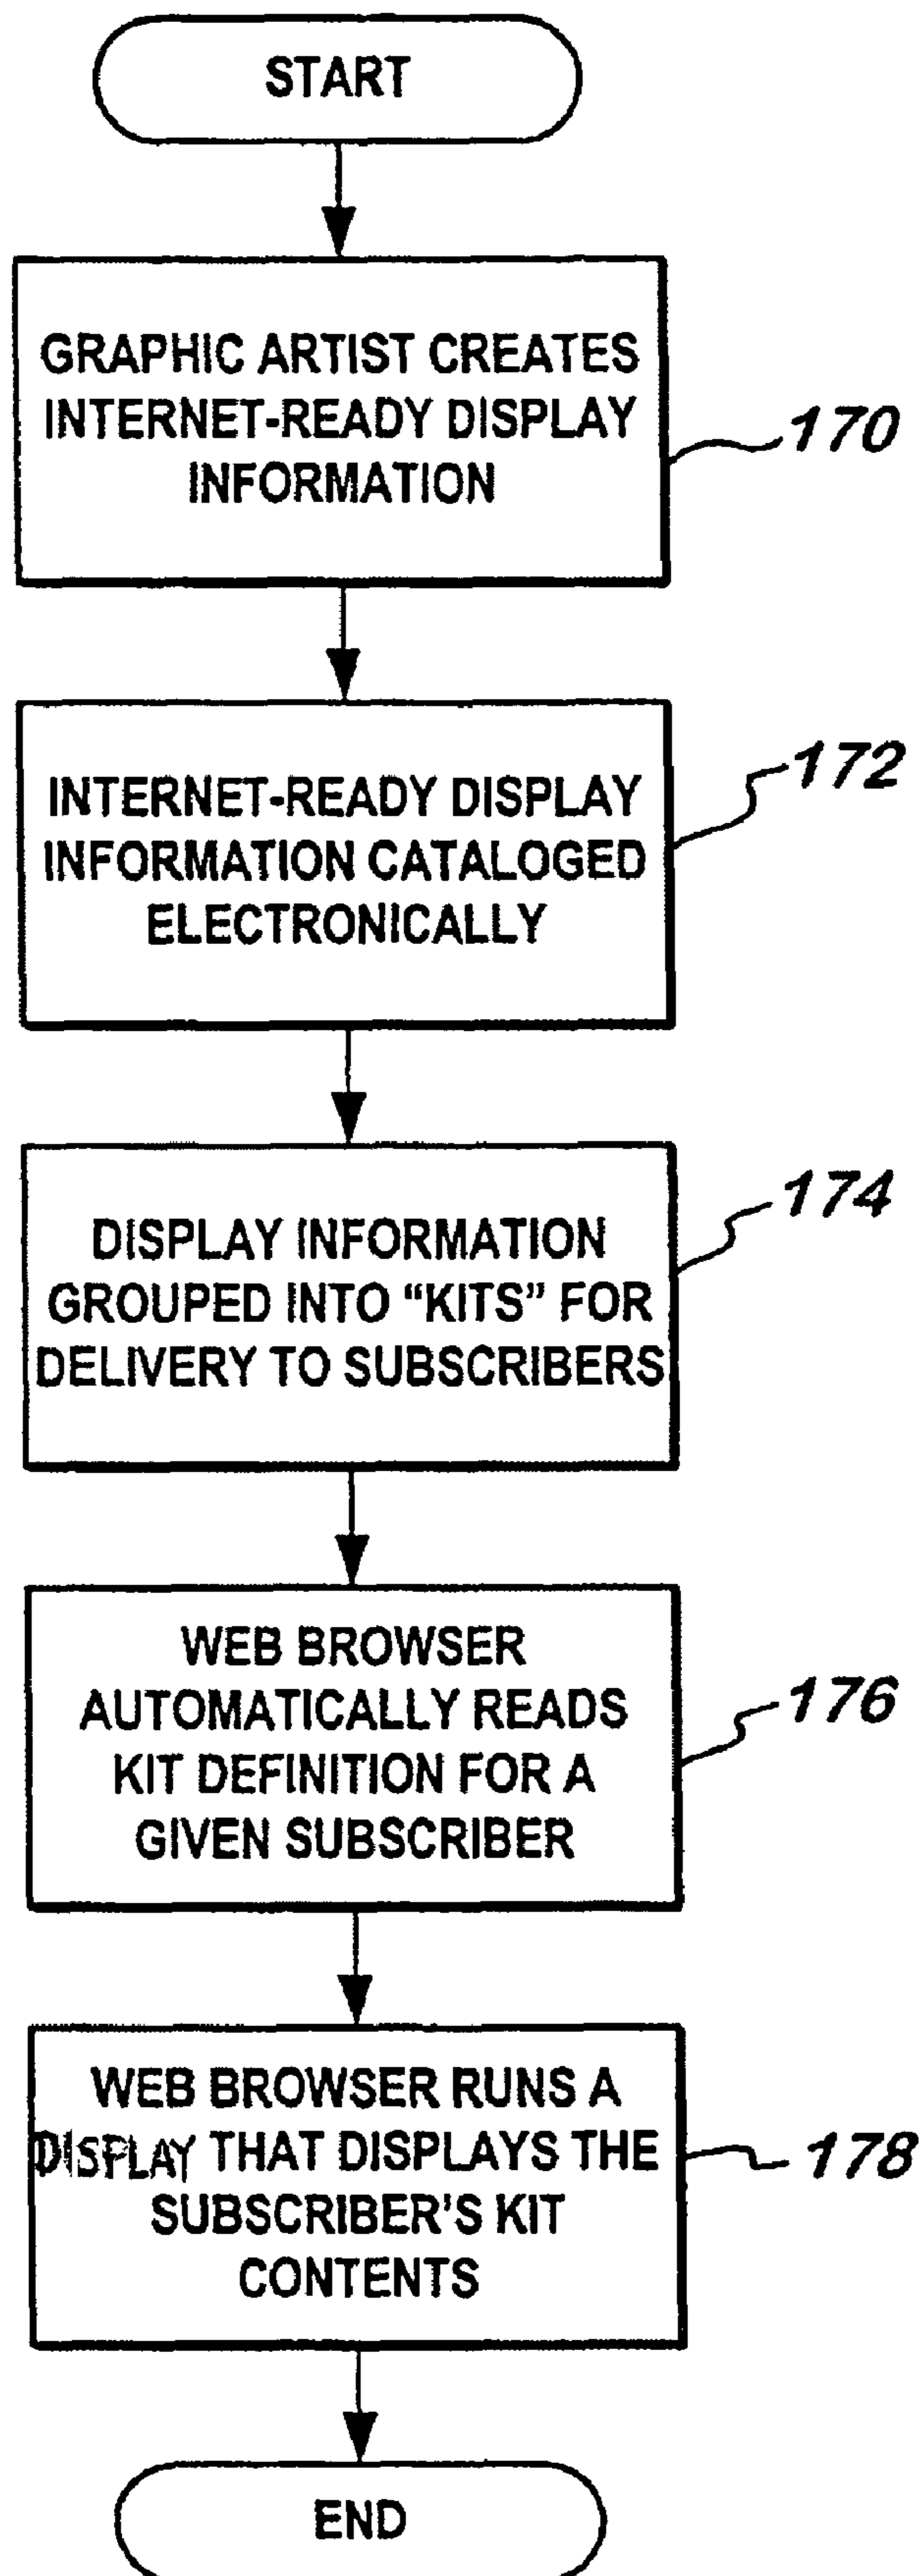 START
GRAPHIC ARTIST CREATES
INTERNET-READY DISPLAY
INFORMATION
170
INTERNET-READY DISPLAY
INFORMATION CATALOGED
ELECTRONICALLY
172
DISPLAY INFORMATION
GROUPED INTO “KITS” FOR
DELIVERY TO SUBSCRIBERS
174
WEB BROWSER
AUTOMATICALLY READS
KIT DEFINITION FOR A
GIVEN SUBSCRIBER
176
WEB BROWSER RUNS A
DISPLAY THAT DISPLAYS THE
SUBSCRIBER’S KIT
CONTENTS
178
END